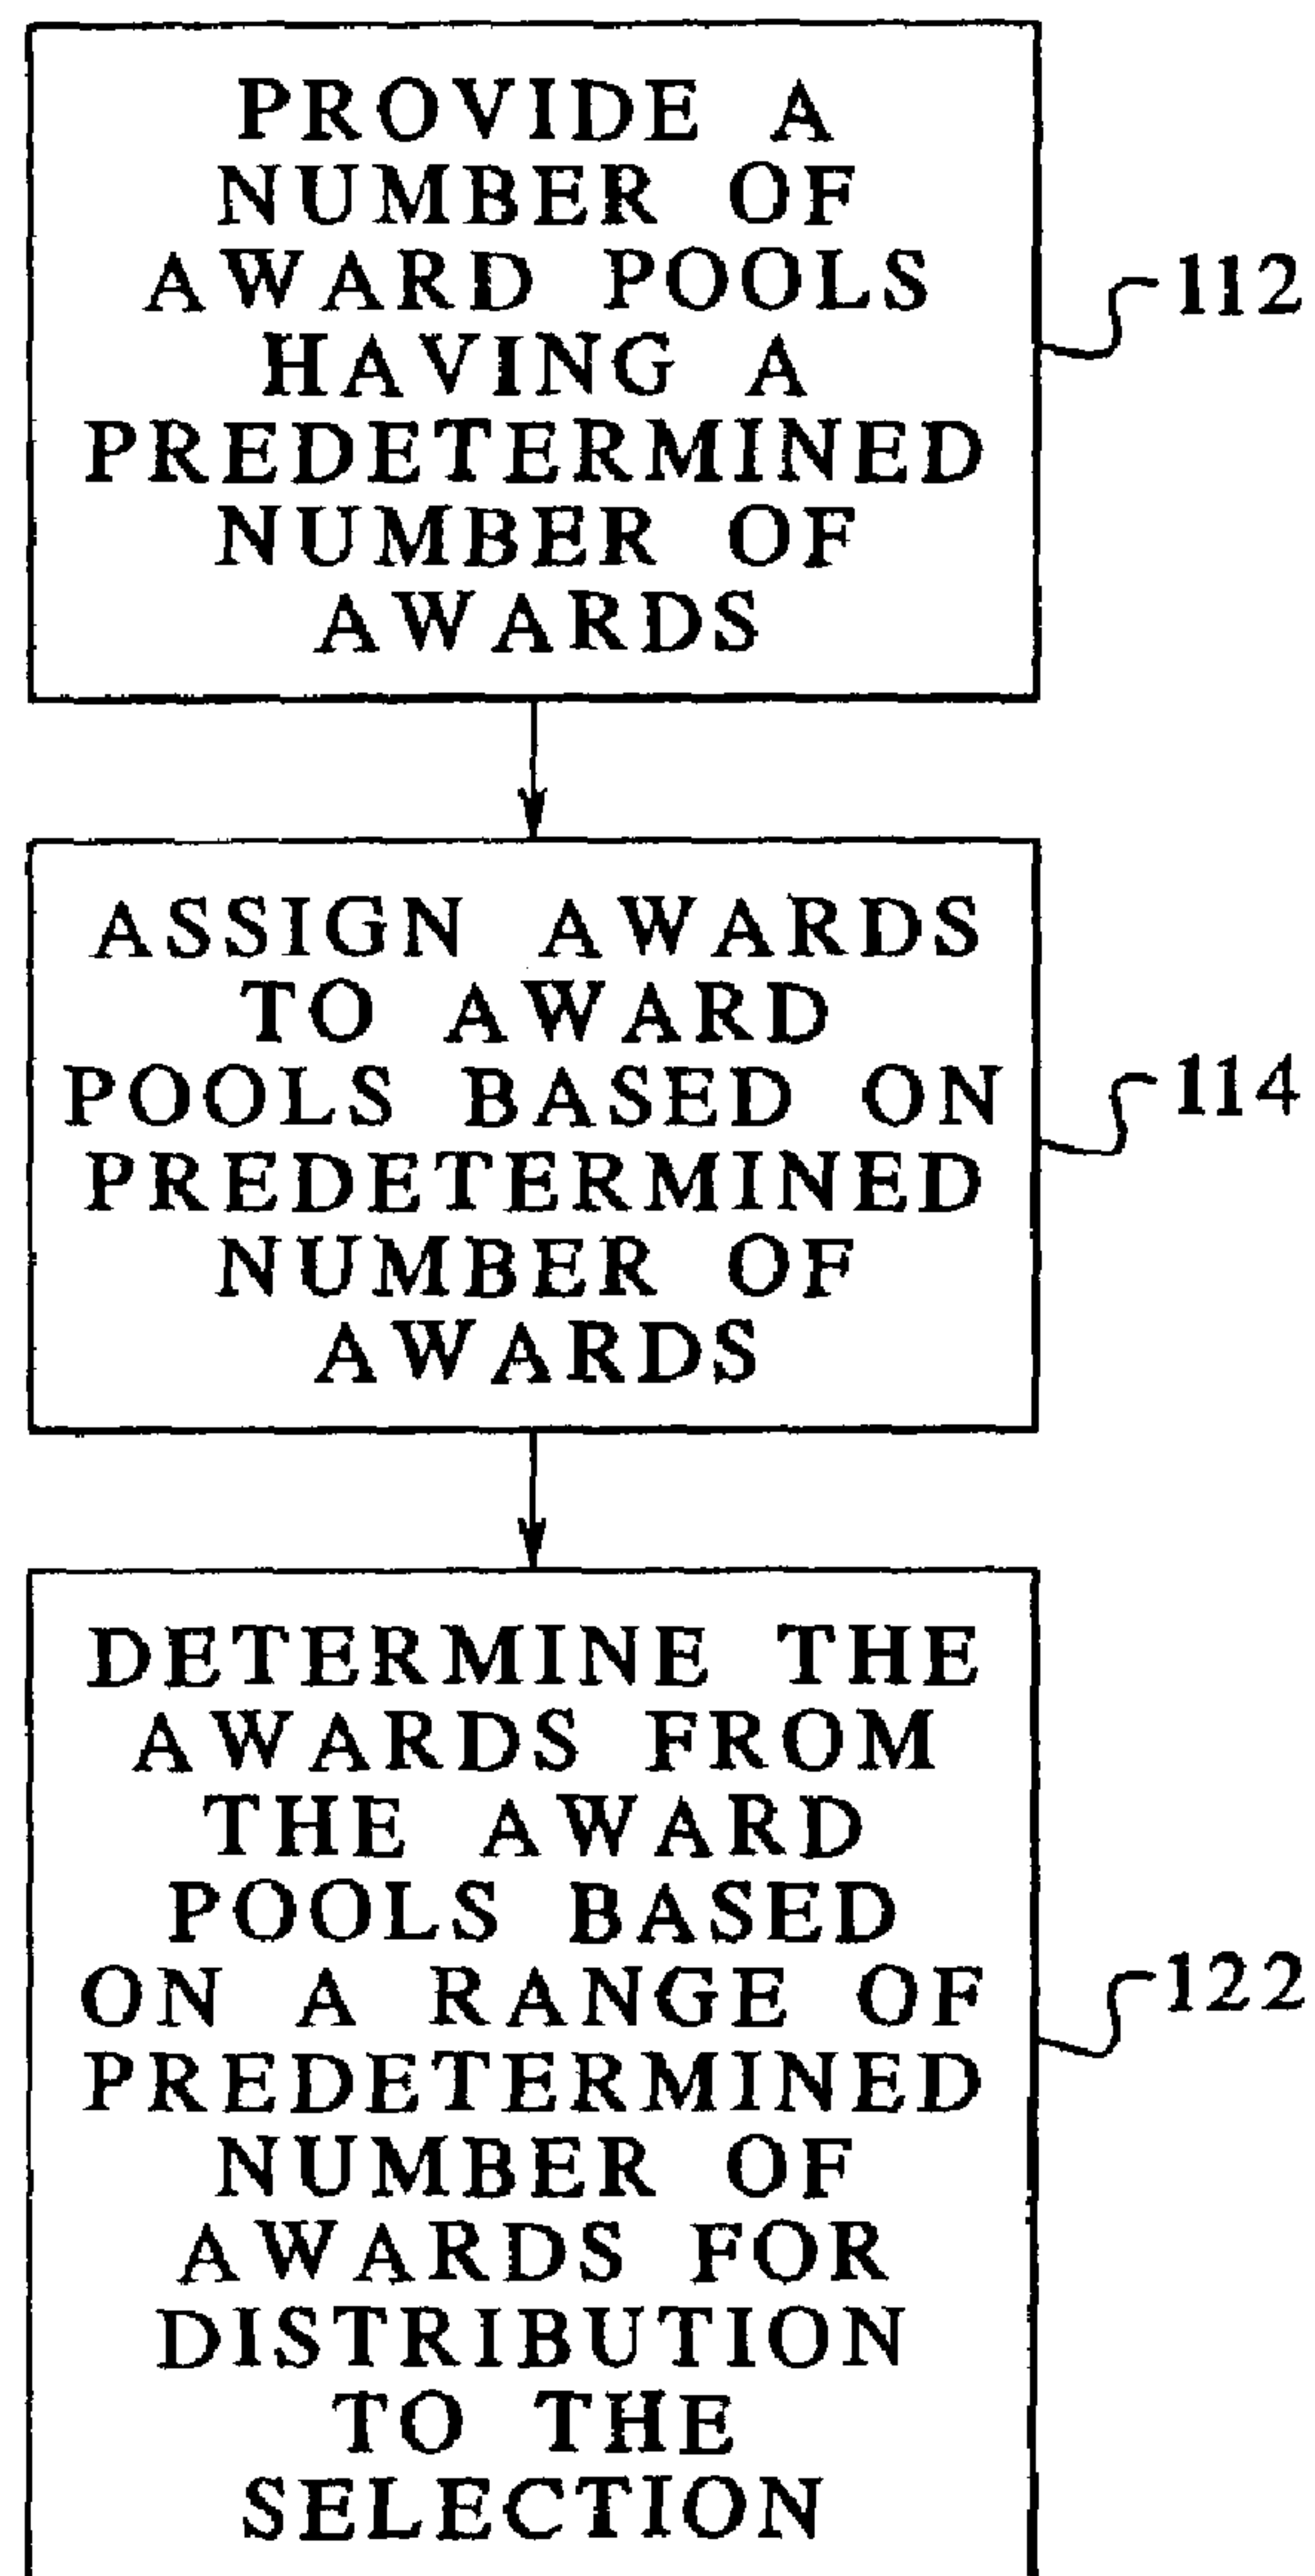 PROVIDE A
NUMBER OF
AWARD POOLS
HAVING A
PREDETERMINED
NUMBER OF
AWARDS
112
ASSIGN AWARDS
TO AWARD
POOLS BASED ON
PREDETERMINED
NUMBER OF
AWARDS
114
DETERMINE THE
AWARDS FROM
THE AWARD
POOLS BASED
ON A RANGE OF
PREDETERMINED
NUMBER OF
AWARDS FOR
DISTRIBUTION
TO THE
SELECTION
122